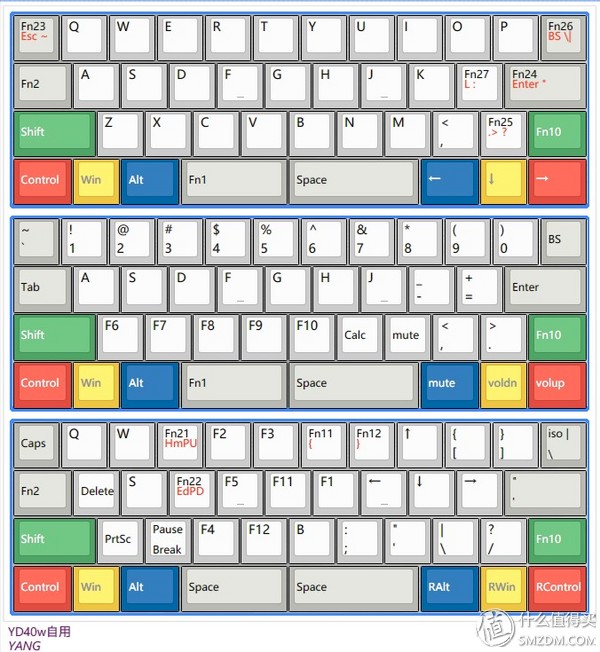 Fn23 Q W E R T Y U I O P Fn26
Esc ~ BS \|
Fn2 A S D F G H J K Fn27 Fn24
_ _ L : Enter "
Shift Z X C V B N M < Fn25 Fn10
, .> ?
Control Win Alt Fn1 Space ← ↓ →
~ ! @ # $ % ^ & * ( ) BS
` 1 2 3 4 5 6 7 8 9 0
Tab A S D F G H J _ + Enter
_ _ - =
Shift F6 F7 F8 F9 F10 Calc mute < > Fn10
, .
Control Win Alt Fn1 Space mute voldn volup
Caps Q W Fn21 F2 F3 Fn11 Fn12 ↑ { } iso |
HmPU { } [ ] \
Fn2 Delete S Fn22 F5 F11 F1 ← ↓ → "
EdPD _ _ '
Shift PrtSc Pause F4 F12 B : " | ? Fn10
Break ; ' \ /
Control Win Alt Space Space RAlt RWin RControl
YD40w自用
YANG
值 什么值得买
SMZDM.COM